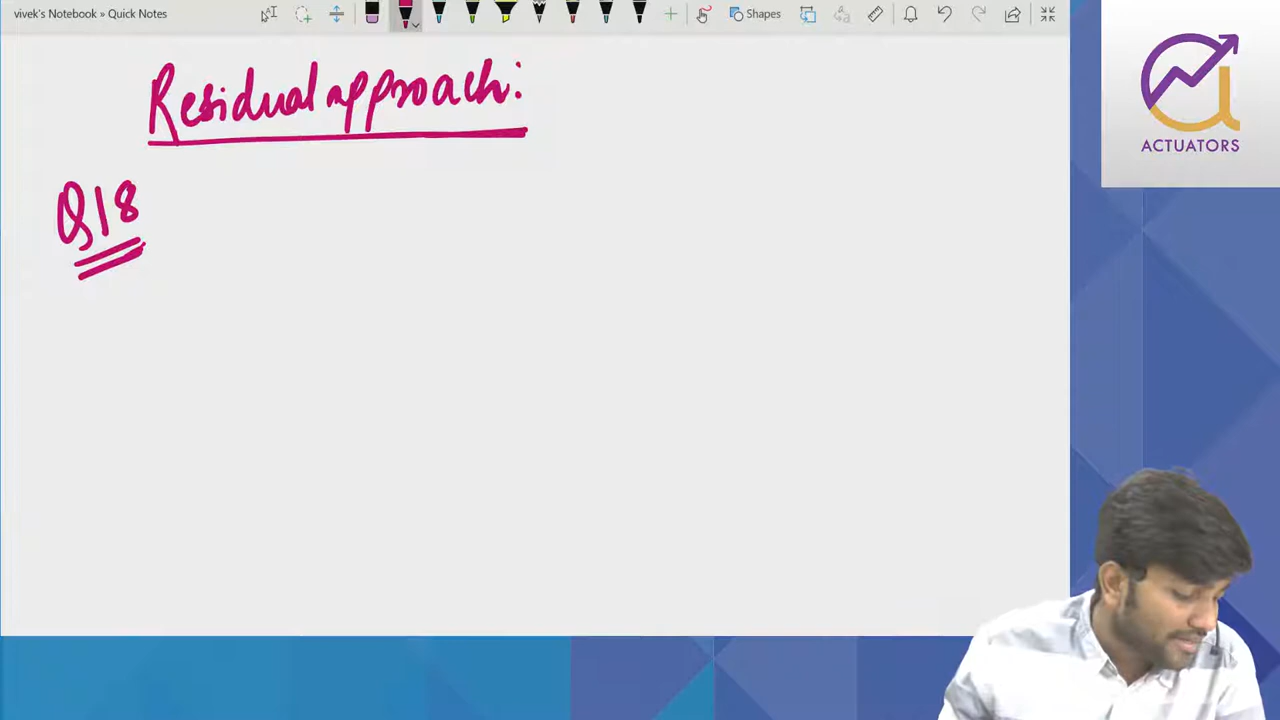 vivek's Notebook » Quick Notes
Shapes
Residual approach:
Q18
ACTUATORS